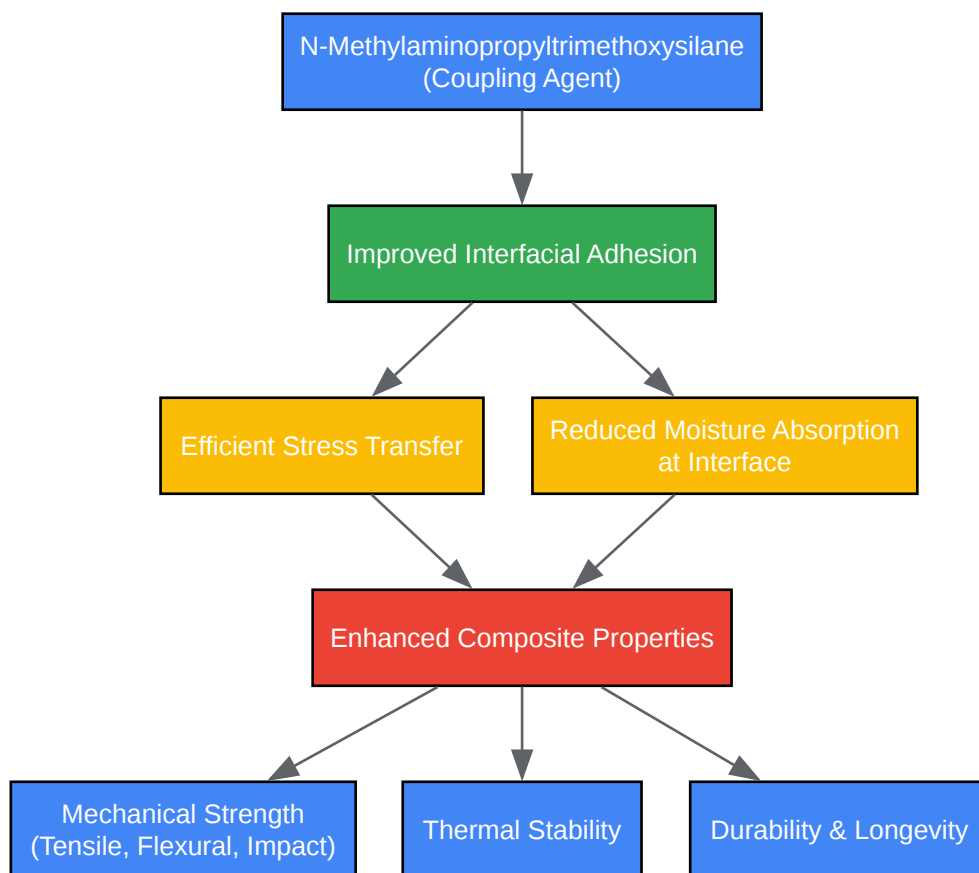 N-Methylaminopropyltrimethoxysilane
(Coupling Agent)
Improved Interfacial Adhesion
Efficient Stress Transfer
Reduced Moisture Absorption
at Interface
Enhanced Composite Properties
Mechanical Strength
(Tensile, Flexural, Impact)
Thermal Stability
Durability & Longevity